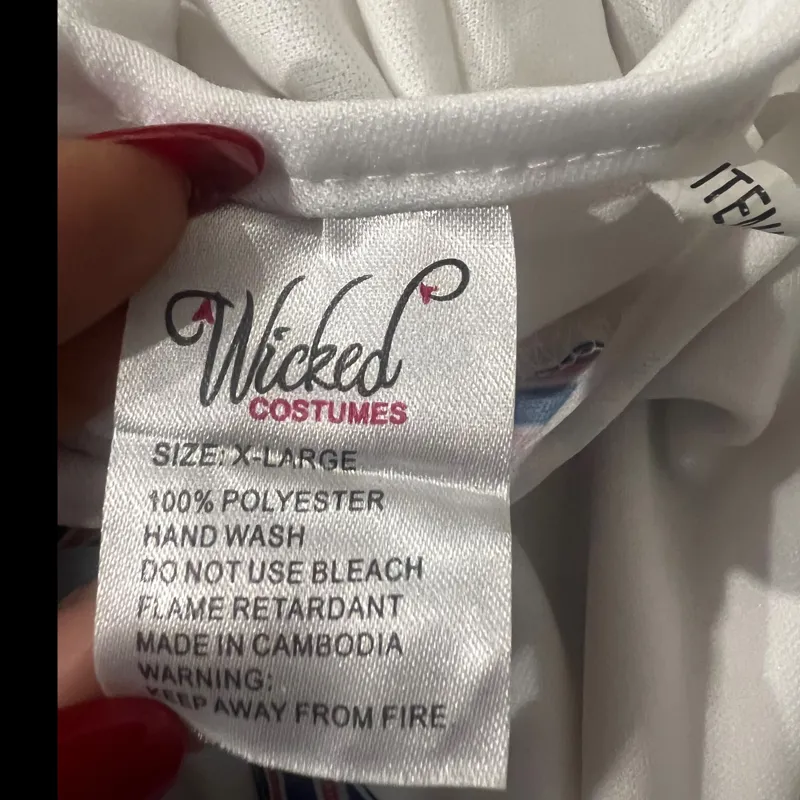 Wicked
COSTUMES
SIZE: X-LARGE
100% POLYESTER
HAND WASH
DO NOT USE BLEACH
FLAME RETARDANT
MADE IN CAMBODIA
WARNING:
KEEP AWAY FROM FIRE